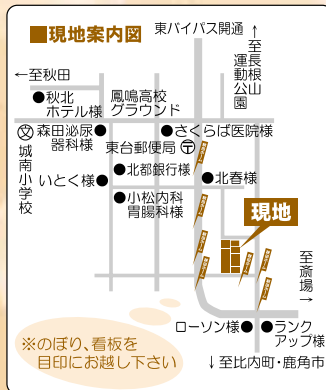 ■現地案内図
東バイパス開通
↑至長根山運動公園
←至秋田
●秋北ホテル様
鳳鳴高校グラウンド
文 城南小学校
森田泌尿器科様●
●さくらば医院様
東台郵便局 〒
いとく様●
●北都銀行様
●北春様
●小松内科胃腸科様
現地
至斎場→
ローソン様●
●ランクアップ様
※のぼり、看板を
目印にお越し下さい
↓至比内町・鹿角市